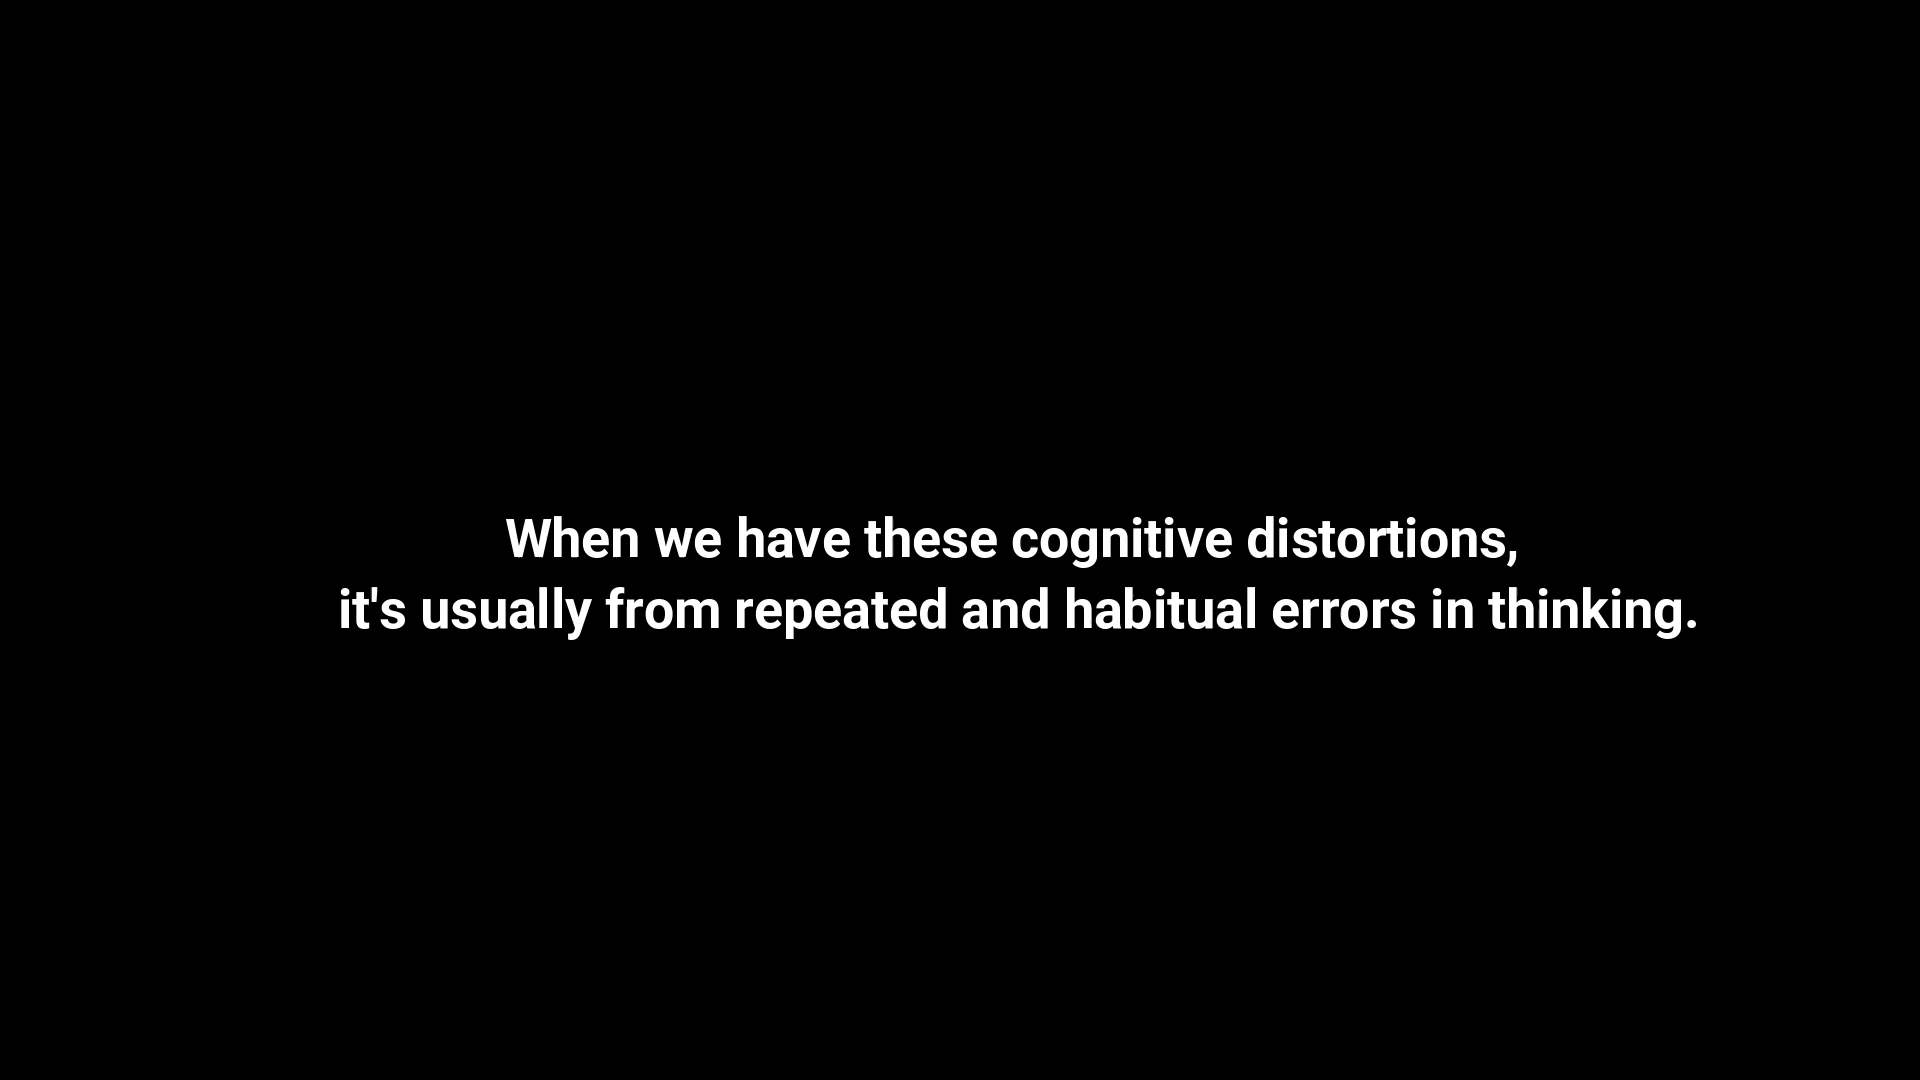 When we have these cognitive distortions,
it's usually from repeated and habitual errors in thinking.